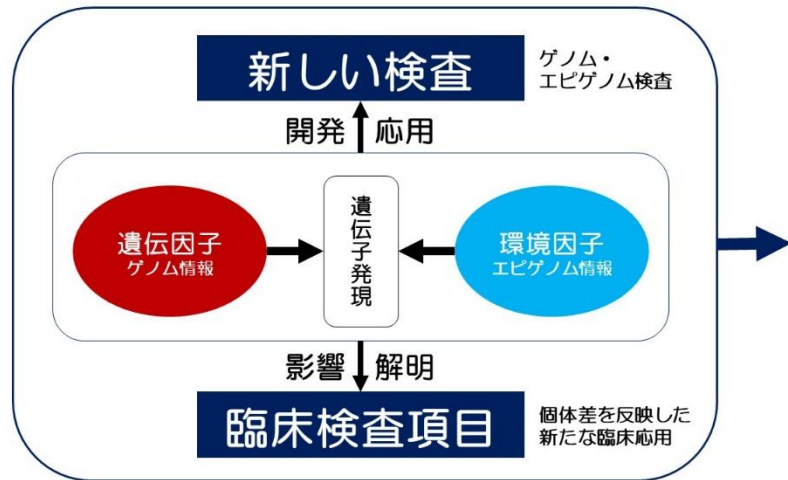 新しい検査
ゲノム・
エピゲノム検査
開発 応用
遺伝因子
ゲノム情報
遺伝子発現
環境因子
エピゲノム情報
影響 解明
臨床検査項目
個体差を反映した
新たな臨床応用